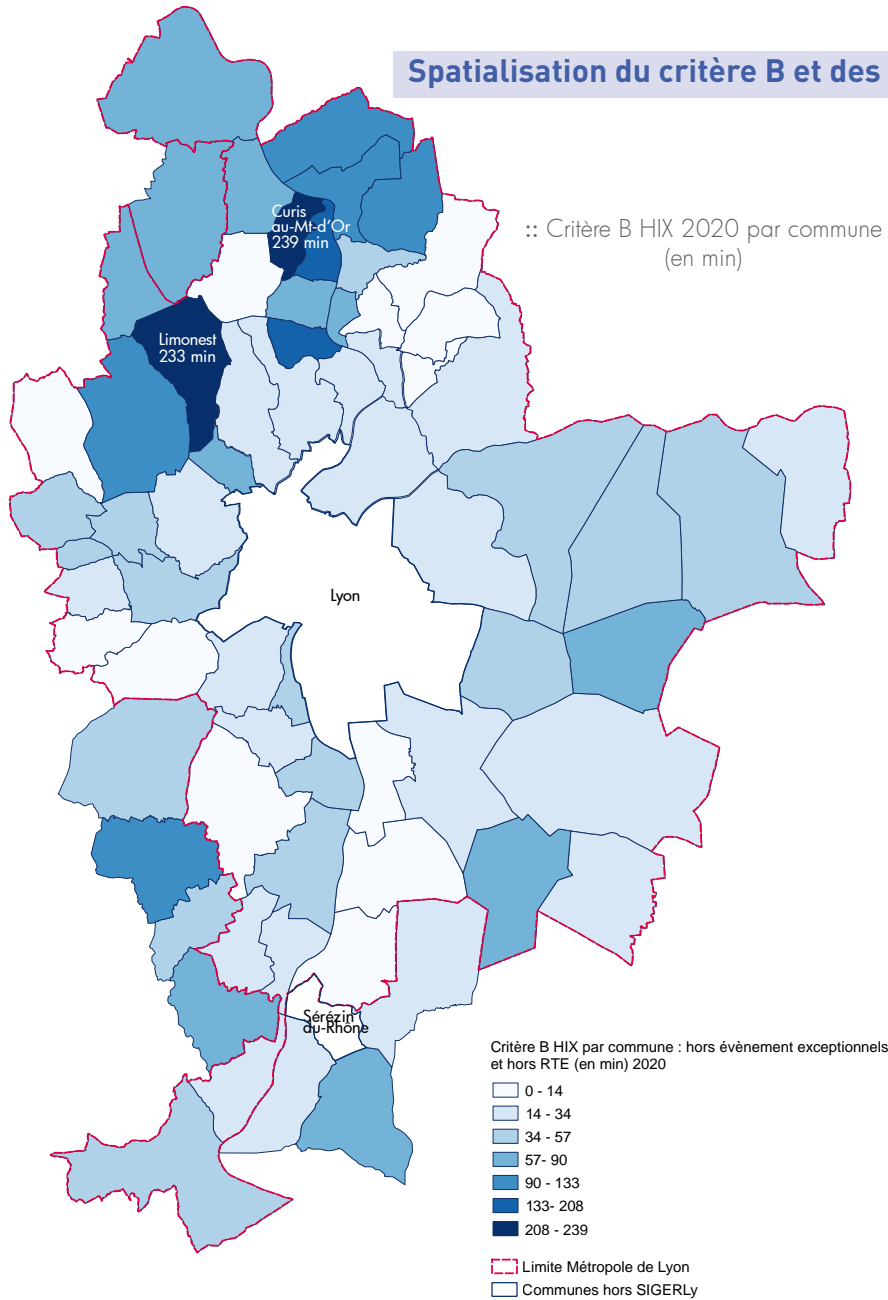 Spatialisation du critère B et des
:: Critère B HIX 2020 par commune
(en min)
Curis
au-Mt-d'Or
239 min
Limonest
233 min
Lyon
Sérézin
du-Rhône
Critère B HIX par commune : hors évènement exceptionnels
et hors RTE (en min) 2020
0 - 14
14 - 34
34 - 57
57- 90
90 - 133
133- 208
208 - 239
Limite Métropole de Lyon
Communes hors SIGERLy